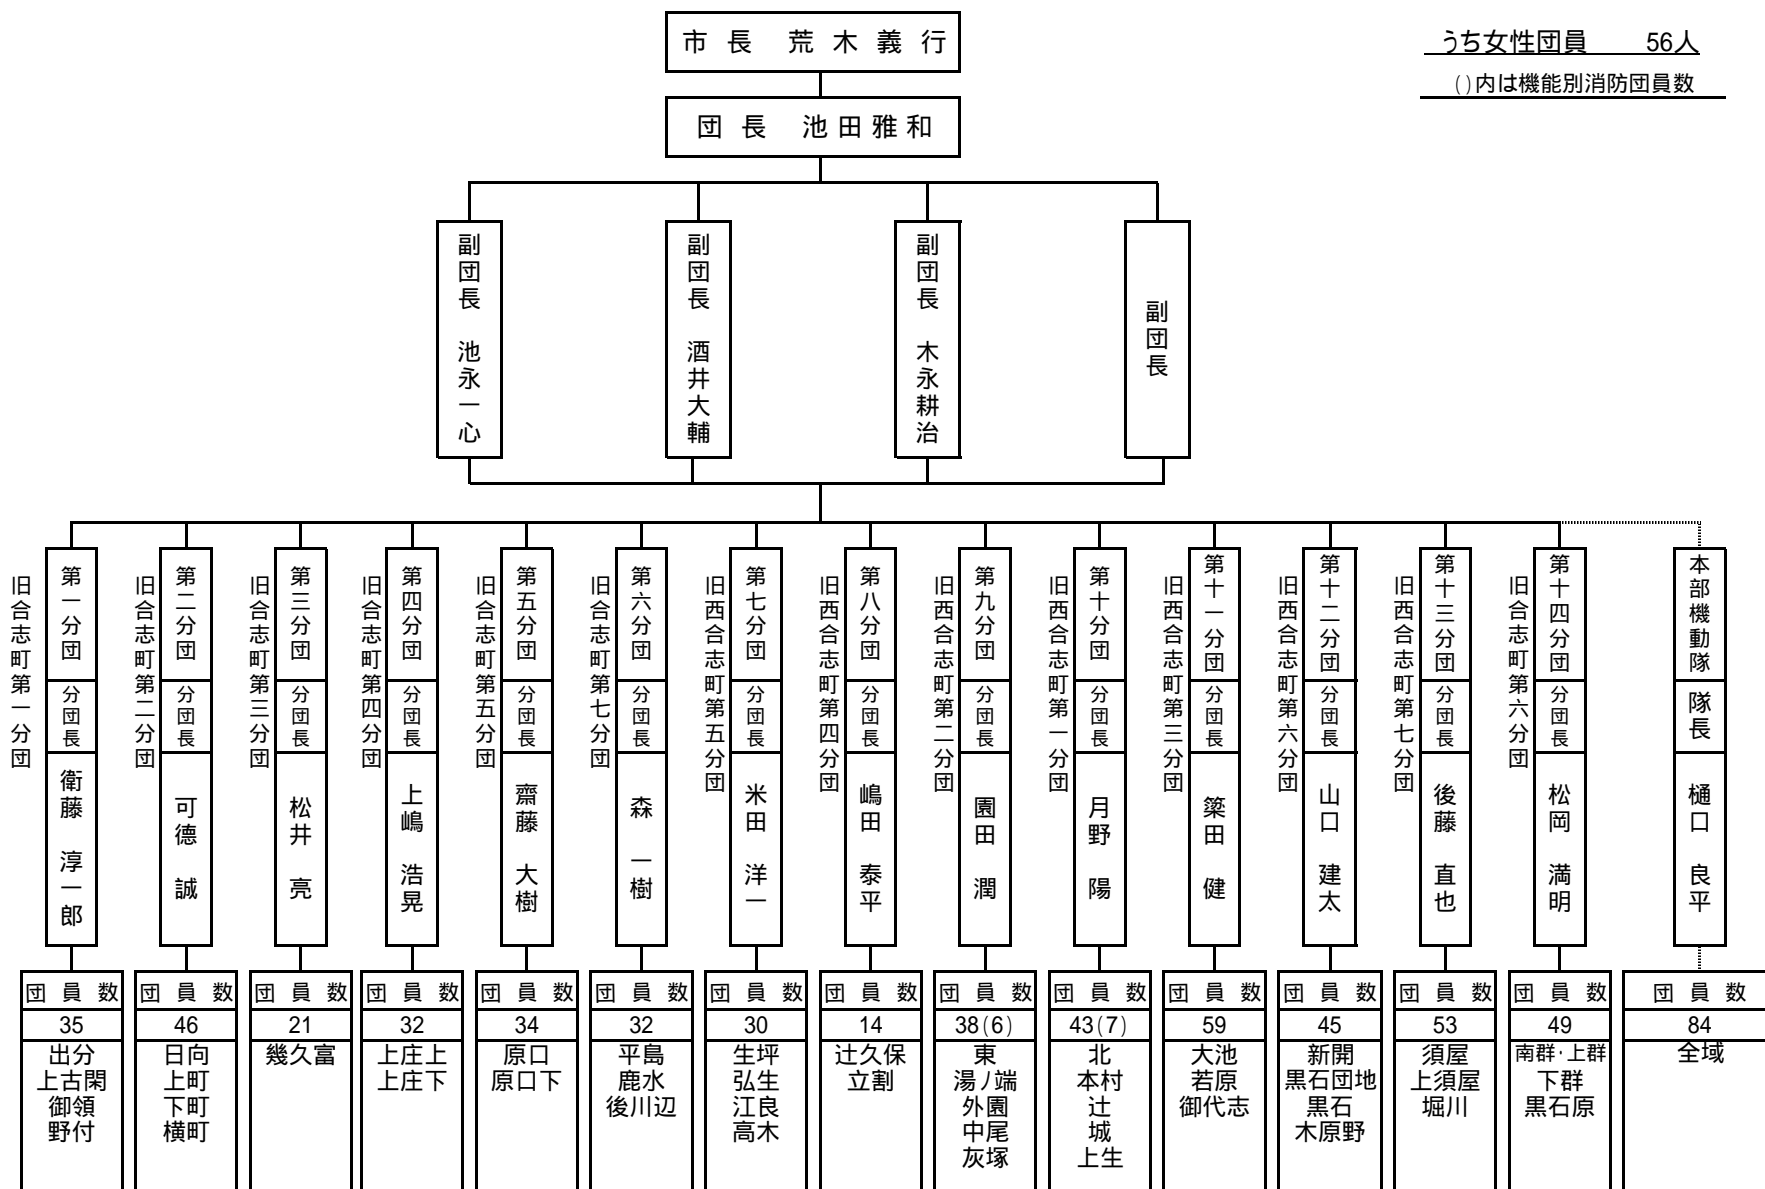 市長 荒木義行
うち女性団員 56人
()内は機能別消防団員数
団長 池田雅和
副団長 池永一心
副団長 酒井大輔
副団長 木永耕治
副団長
旧合志町第一分団
第一分団
分団長
衛藤 淳一郎
団員数
35
出分
上古閑
御領
野付
旧合志町第二分団
第二分団
分団長
可德 誠
団員数
46
日向
上町
下町
横町
旧合志町第三分団
第三分団
分団長
松井 亮
団員数
21
幾久富
旧合志町第四分団
第四分団
分団長
上嶋 浩晃
団員数
32
上庄上
上庄下
旧合志町第五分団
第五分団
分団長
齋藤 大樹
団員数
34
原口
原口下
旧合志町第七分団
第六分団
分団長
森 一樹
団員数
32
平島
鹿水
後川辺
旧西合志町第五分団
第七分団
分団長
米田 洋一
団員数
30
生坪
弘生
江良
高木
旧西合志町第四分団
第八分団
分団長
嶋田 泰平
団員数
14
辻久保
立割
旧西合志町第二分団
第九分団
分団長
園田 潤
団員数
38(6)
東
湯ノ端
外園
中尾
灰塚
旧西合志町第一分団
第十分団
分団長
月野 陽
団員数
43(7)
北
本村
辻
城
上生
旧西合志町第三分団
第十一分団
分団長
簗田 健
団員数
59
大池
若原
御代志
旧西合志町第六分団
第十二分団
分団長
山口 建太
団員数
45
新開
黒石団地
黒石
木原野
旧西合志町第七分団
第十三分団
分団長
後藤 直也
団員数
53
須屋
上須屋
堀川
旧合志町第六分団
第十四分団
分団長
松岡 満明
団員数
49
南群·上群
下群
黒石原
本部機動隊
隊長
樋口 良平
団員数
84
全域